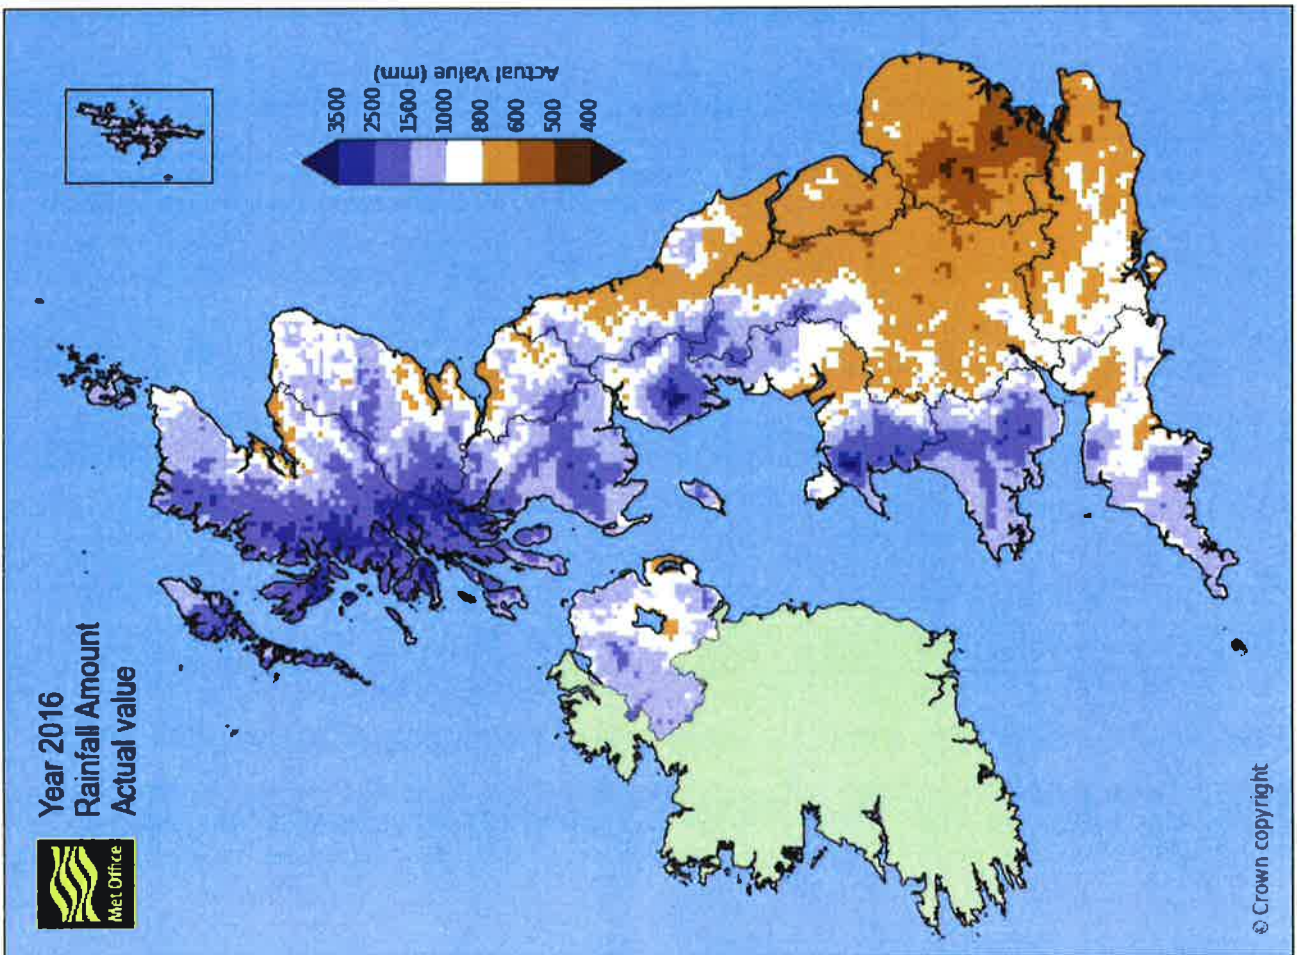 Met Office
Year 2016
Rainfall Amount
Actual value
3500
2500
1500
1000
800
600
500
400
Actual Value (mm)
© Crown copyright